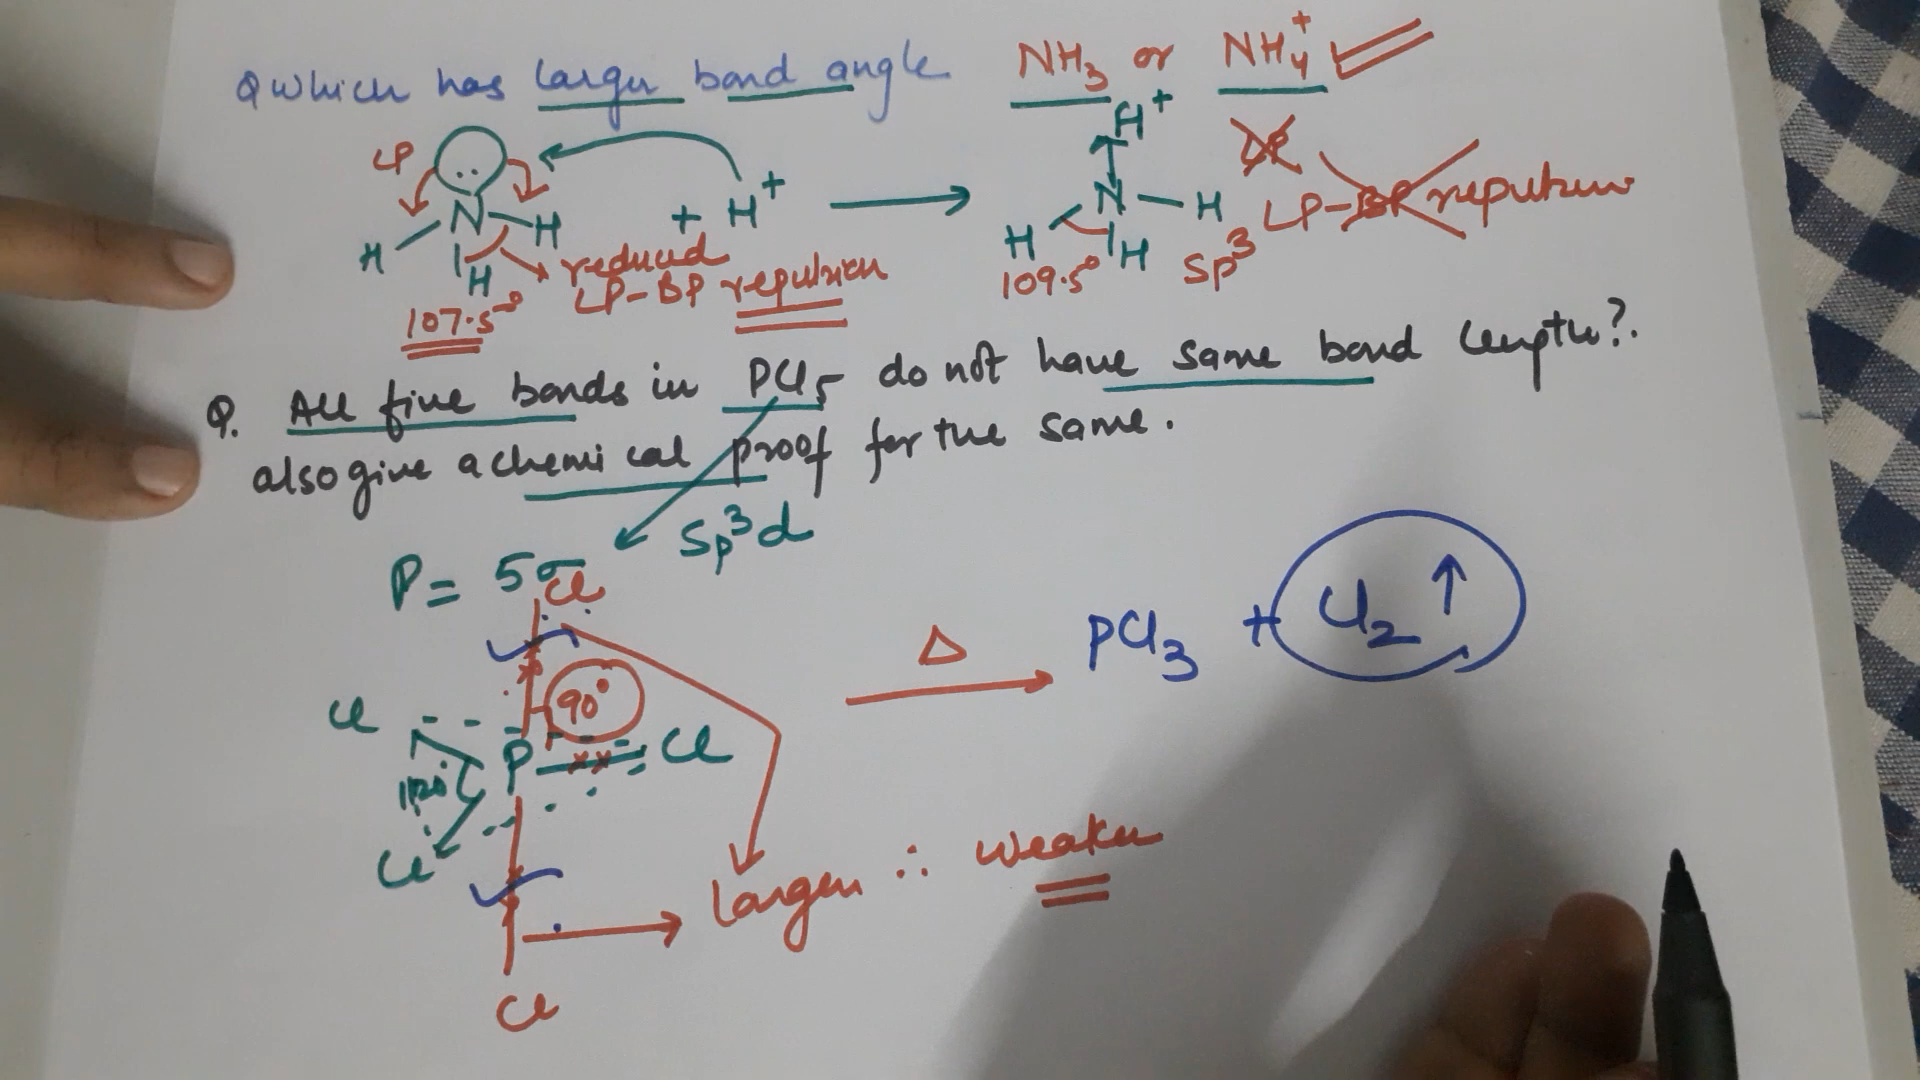 Q Which has larger bond angle NH3 or NH4+
LP
: N - H
H
H
107.5°
reduced
LP-BP repulsion
+ H+
H+
N - H
H
H
109.5°
sp3
LP
LP-BP repulsion
Q. All five bonds in PCl5 do not have same bond length?.
also give a chemical proof for the same.
sp3d
P = 5σ
Cl
90°
Cl
P
Cl
120°
Cl
Cl
Δ
PCl3 + Cl2 ↑
larger ∴ weaker